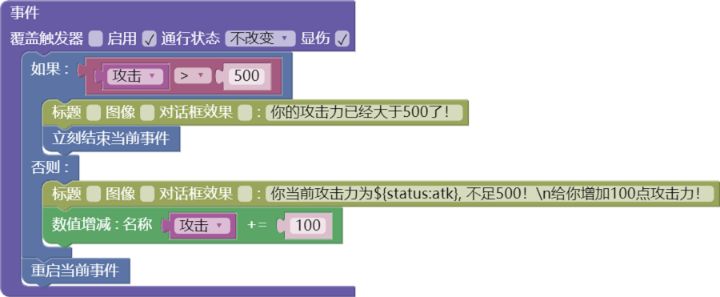 事件
覆盖触发器 启用 通行状态 不改变 显伤
如果： 攻击 > 500
标题 图像 对话框效果 ： 你的攻击力已经大于500了！
立刻结束当前事件
否则：
标题 图像 对话框效果 ： 你当前攻击力为${status:atk}, 不足500！\n给你增加100点攻击力！
数值增减 : 名称 攻击 += 100
重启当前事件